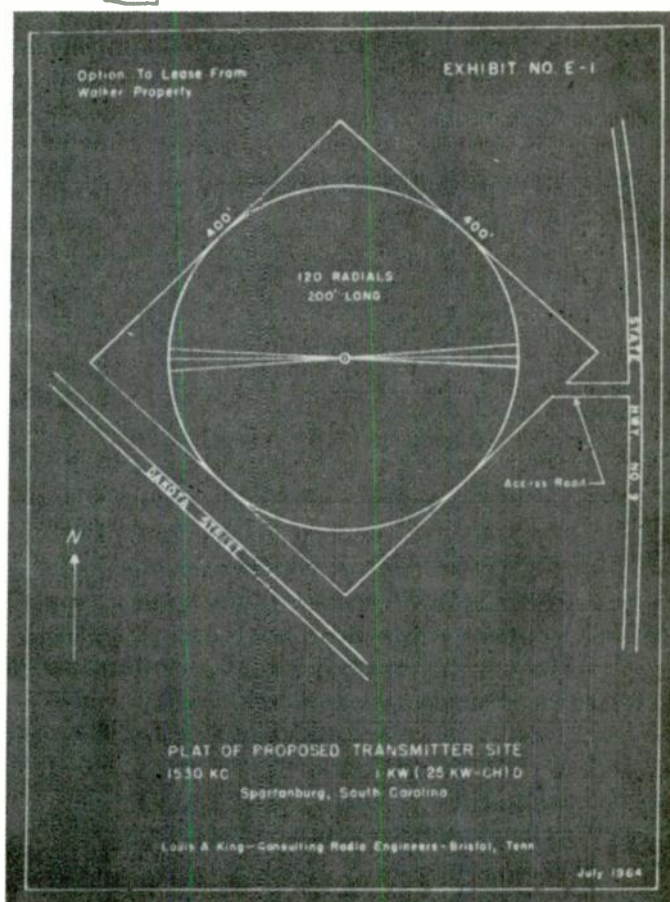 Option To Lease From
Walker Property
EXHIBIT NO. E-1
400'
400'
120 RADIALS
200' LONG
STATE HWY. NO. 9
Access Road
DAKOTA STREET
N
PLAT OF PROPOSED TRANSMITTER SITE
1530 KC 1 KW (.25 KW-CH) D
Spartanburg, South Carolina
Louis A King-Consulting Radio Engineers-Bristol, Tenn
July 1964